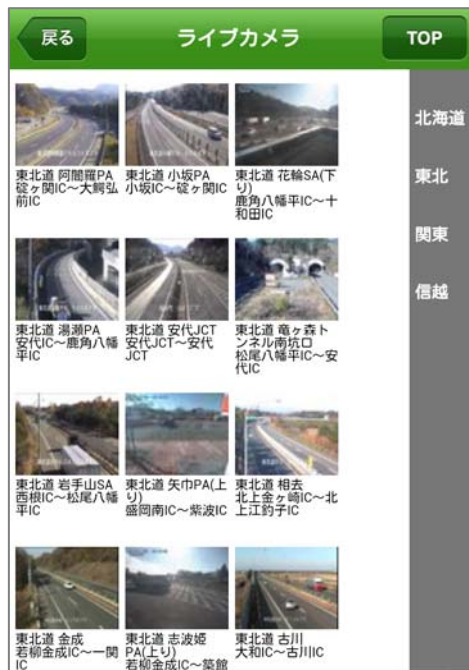 戻る
ライブカメラ
TOP
北海道
東北
関東
信越
東北道 阿闍羅PA
碇ヶ関IC～大鰐弘
前IC
東北道 小坂PA
小坂IC～碇ヶ関IC
東北道 花輪SA(下
り)
鹿角八幡平IC～十
和田IC
東北道 湯瀬PA
安代IC～鹿角八幡
平IC
東北道 安代JCT
安代JCT～安代
JCT
東北道 竜ヶ森ト
ンネル南坑口
松尾八幡平IC～安
代IC
東北道 岩手山SA
西根IC～松尾八幡
平IC
東北道 矢巾PA(上
り)
盛岡南IC～紫波IC
東北道 相去
北上金ヶ崎IC～北
上江釣子IC
東北道 金成
若柳金成IC～一関
IC
東北道 志波姫
PA(上り)
若柳金成IC～築館
東北道 古川
大和IC～古川IC